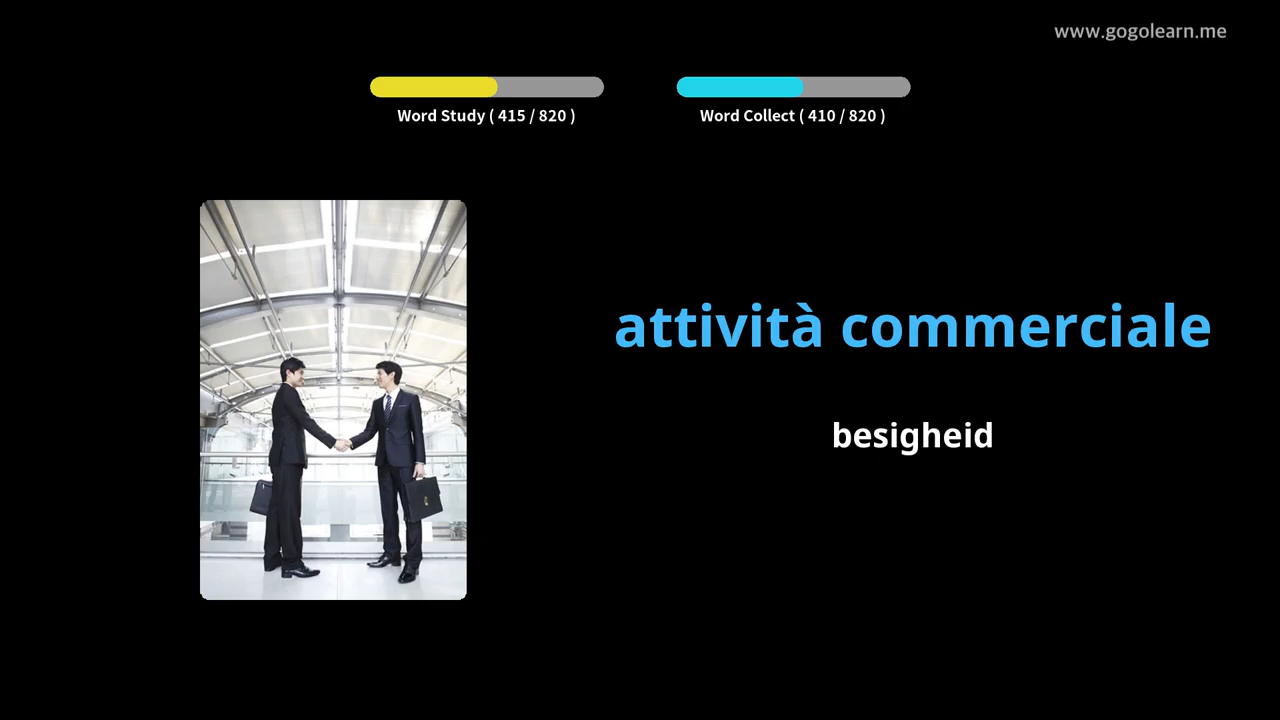 www.gogolearn.me
Word Study ( 415 / 820 )
Word Collect ( 410 / 820 )
attività commerciale
besigheid